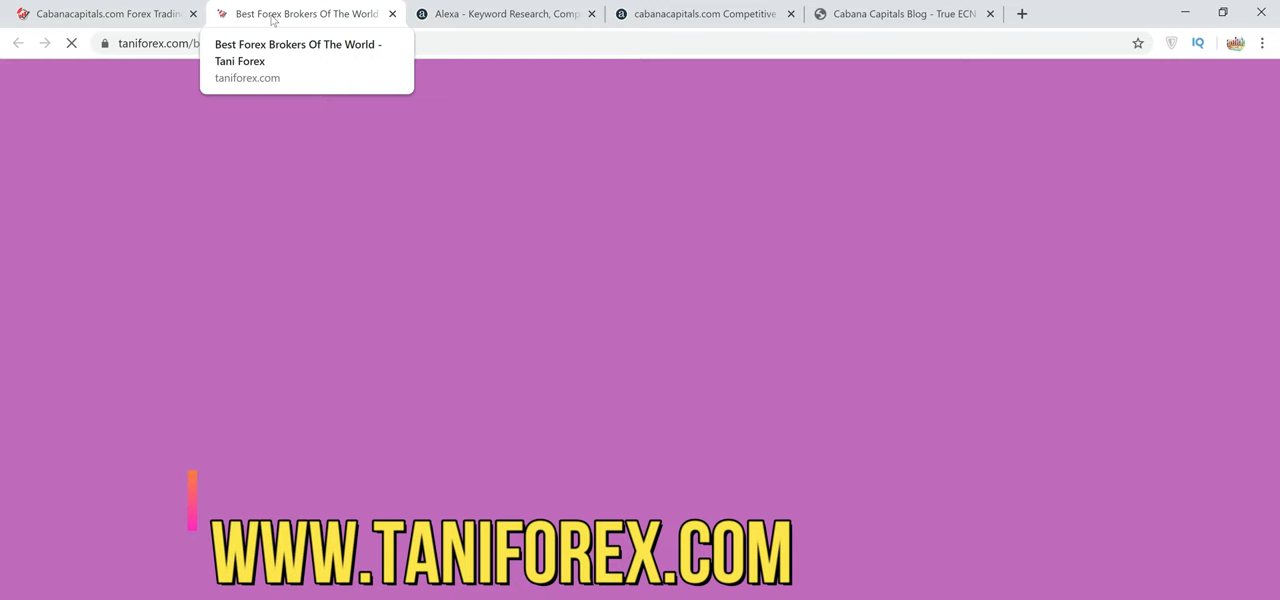 Cabanacapitals.com Forex Tradin
Best Forex Brokers Of The World
Alexa - Keyword Research, Comp
cabanacapitals.com Competitive
Cabana Capitals Blog - True ECN
taniforex.com/b
IQ
Best Forex Brokers Of The World -
Tani Forex
taniforex.com
WWW.TANIFOREX.COM